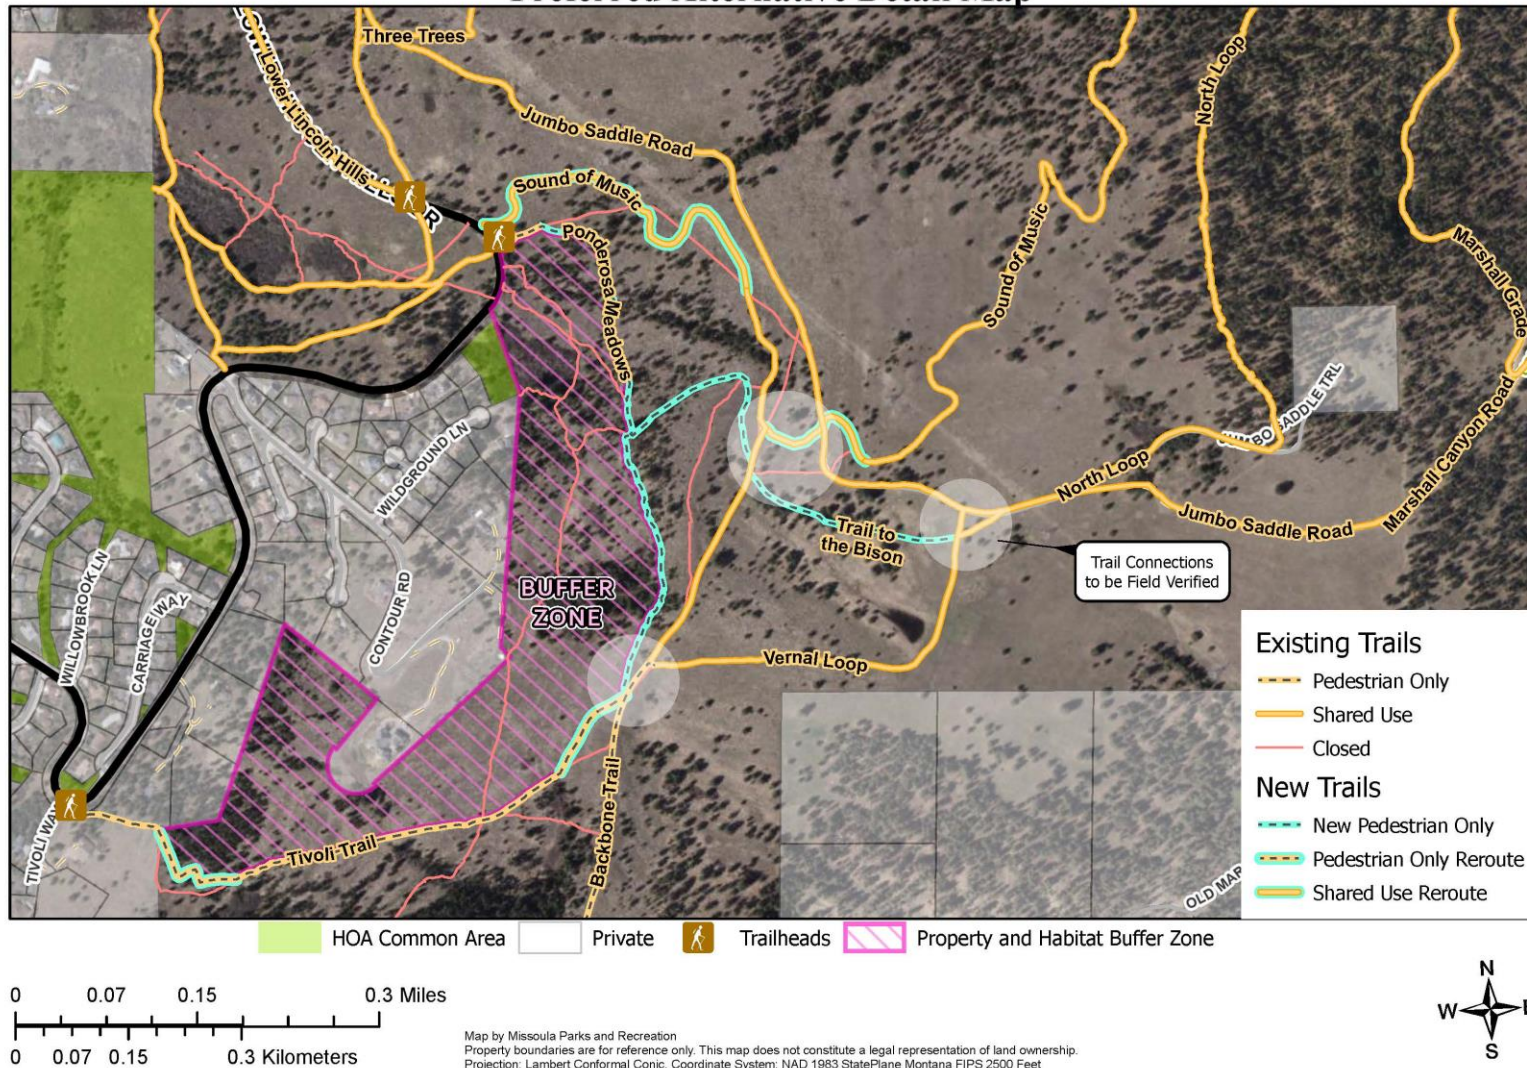 Preferred Alternative Detail Map
Three Trees
Lower Lincoln Hills
Jumbo Saddle Road
North Loop
Sound of Music
Ponderosa Meadows
Sound of Music
Marshall Grade
JUMBO SADDLE TRL
WILDGROUND LN
North Loop
Marshall Canyon Road
Jumbo Saddle Road
Trail to
the Bison
Trail Connections
to be Field Verified
WILLOWBROOK LN
CARRIAGE WAY
CONTOUR RD
BUFFER
ZONE
Vernal Loop
Backbone Trail
Tivoli Trail
TIVOLI WAY
OLD MAR
Existing Trails
Pedestrian Only
Shared Use
Closed
New Trails
New Pedestrian Only
Pedestrian Only Reroute
Shared Use Reroute
HOA Common Area
Private
Trailheads
Property and Habitat Buffer Zone
0 0.07 0.15 0.3 Miles
0 0.07 0.15 0.3 Kilometers
Map by Missoula Parks and Recreation
Property boundaries are for reference only. This map does not constitute a legal representation of land ownership.
Projection: Lambert Conformal Conic. Coordinate System: NAD 1983 StatePlane Montana FIPS 2500 Feet
N
W
E
S